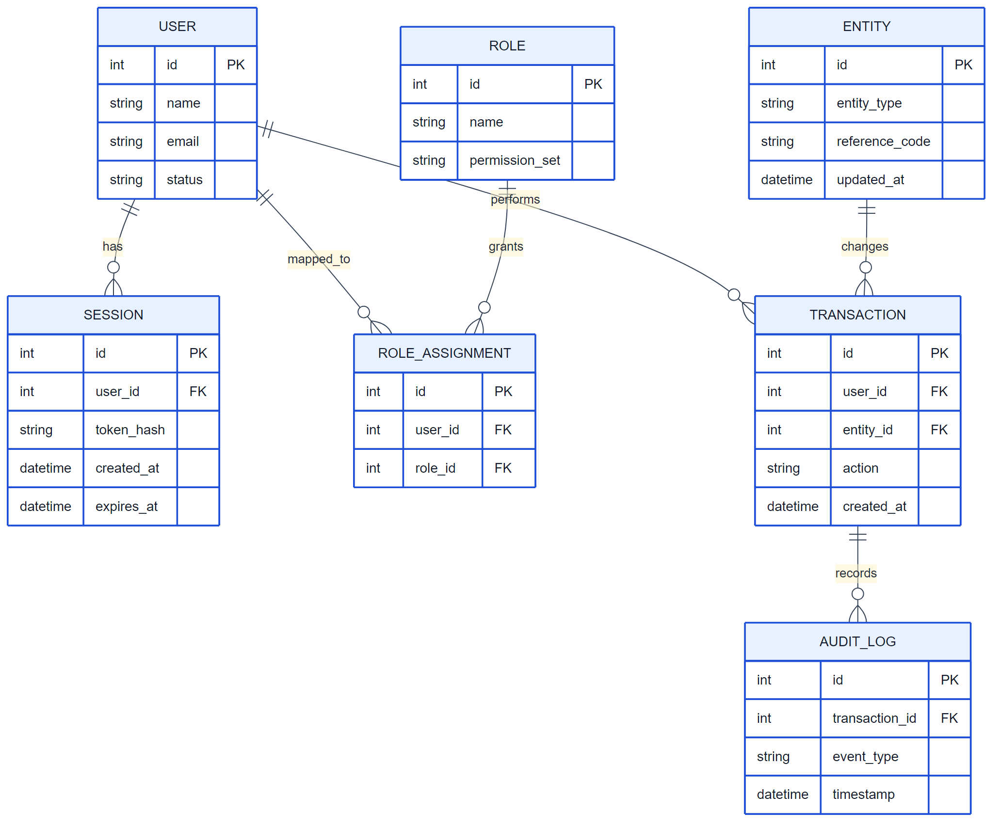 USER
int id PK
string name
string email
string status
ROLE
int id PK
string name
string permission_set
ENTITY
int id PK
string entity_type
string reference_code
datetime updated_at
performs
has
mapped_to
grants
changes
SESSION
int id PK
int user_id FK
string token_hash
datetime created_at
datetime expires_at
ROLE_ASSIGNMENT
int id PK
int user_id FK
int role_id FK
TRANSACTION
int id PK
int user_id FK
int entity_id FK
string action
datetime created_at
records
AUDIT_LOG
int id PK
int transaction_id FK
string event_type
datetime timestamp